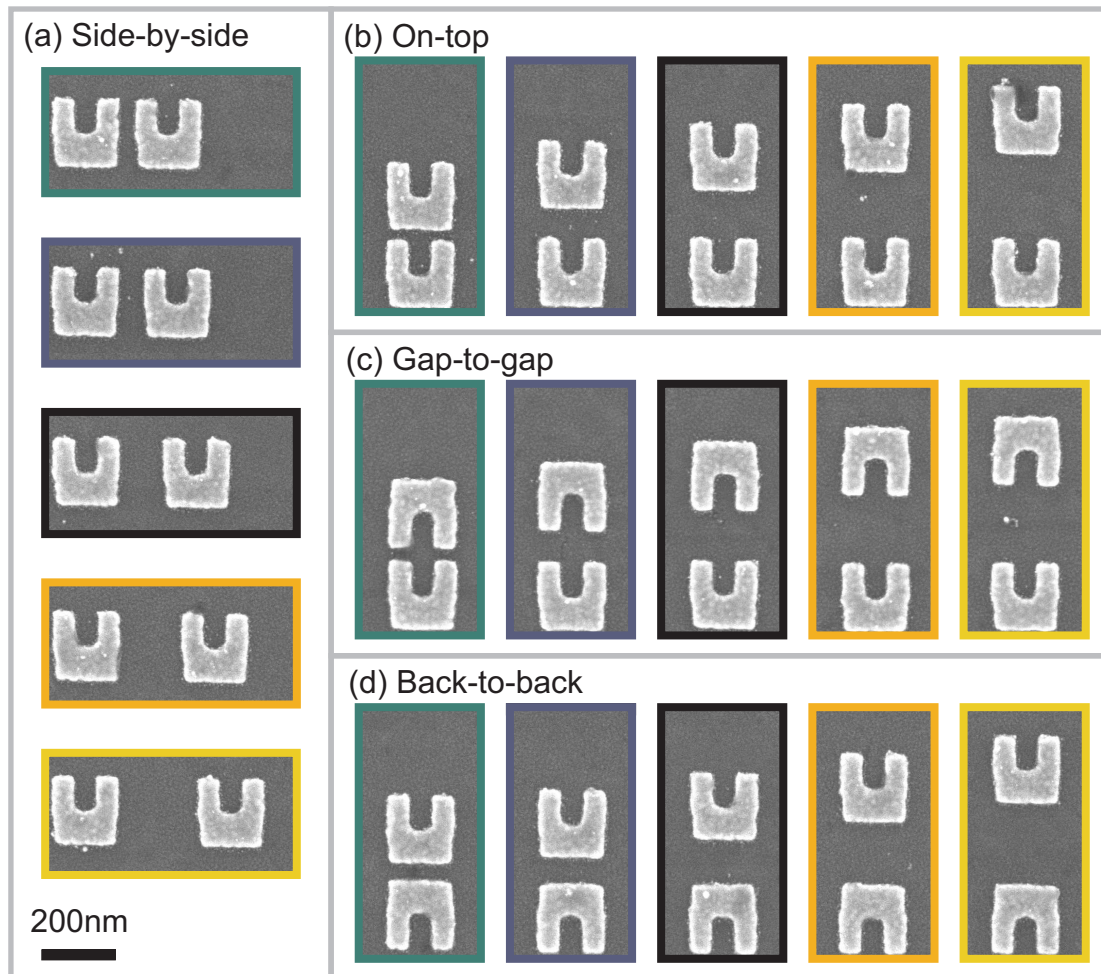 (a) Side-by-side
(b) On-top
(c) Gap-to-gap
(d) Back-to-back
200nm